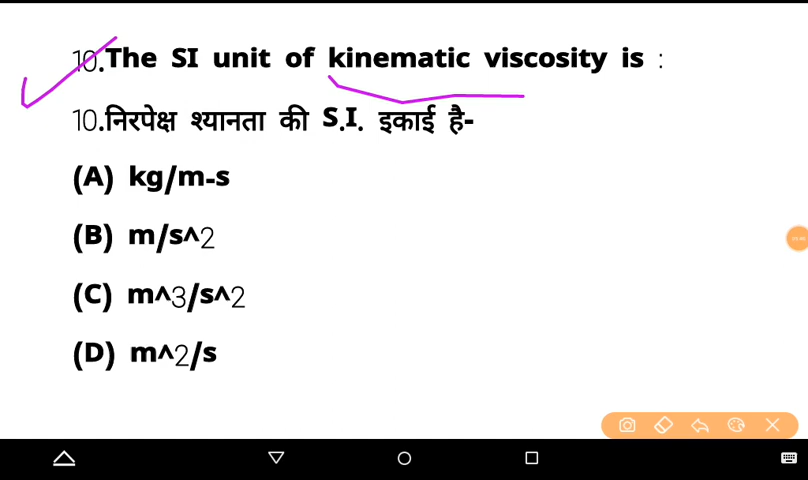 10.The SI unit of kinematic viscosity is :
10.निरपेक्ष श्यानता की S.I. इकाई है-
(A) kg/m-s
(B) m/s^2
(C) m^3/s^2
(D) m^2/s